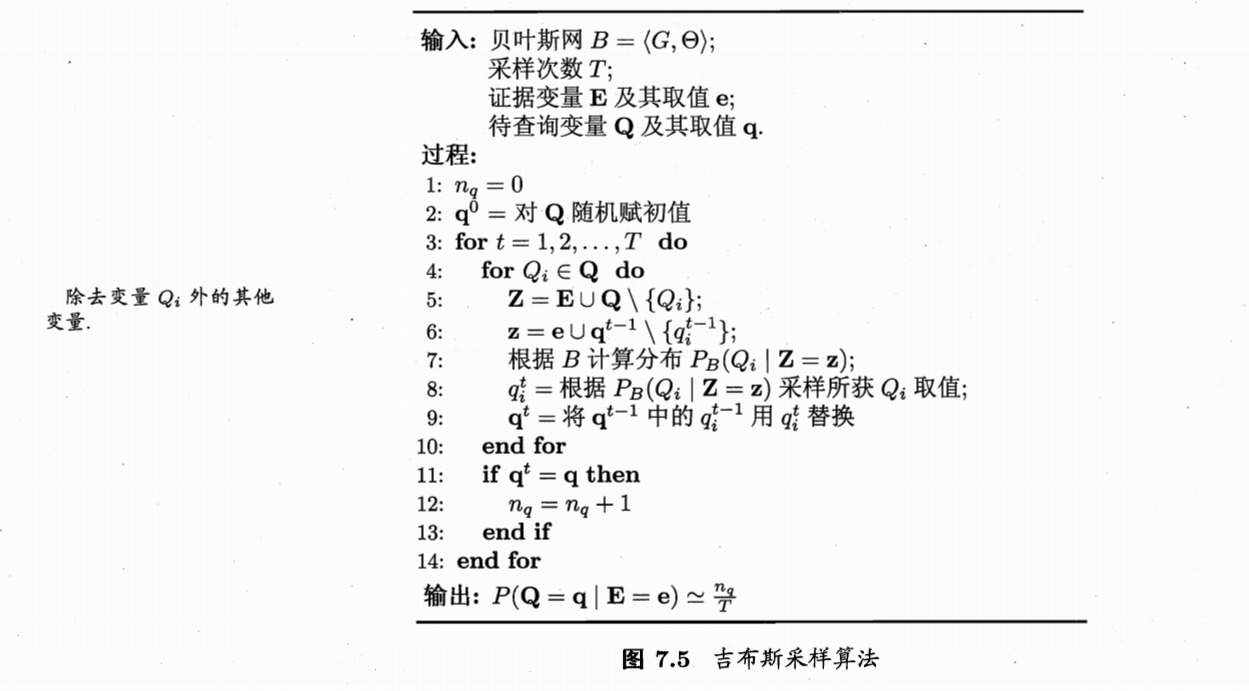 输入: 贝叶斯网 B = ⟨G, Θ⟩;
采样次数 T;
证据变量 E 及其取值 e;
待查询变量 Q 及其取值 q.
过程:
1: n_q = 0
2: q^0 = 对 Q 随机赋初值
3: for t = 1, 2, . . . , T do
4: for Q_i ∈ Q do
除去变量 Q_i 外的其他
变量.
5: Z = E ∪ Q \ {Q_i};
6: z = e ∪ q^{t−1} \ {q_i^{t−1}};
7: 根据 B 计算分布 P_B(Q_i | Z = z);
8: q_i^t = 根据 P_B(Q_i | Z = z) 采样所获 Q_i 取值;
9: q^t = 将 q^{t−1} 中的 q_i^{t−1} 用 q_i^t 替换
10: end for
11: if q^t = q then
12: n_q = n_q + 1
13: end if
14: end for
输出: P(Q = q | E = e) ≃ n_q/T
图 7.5 吉布斯采样算法